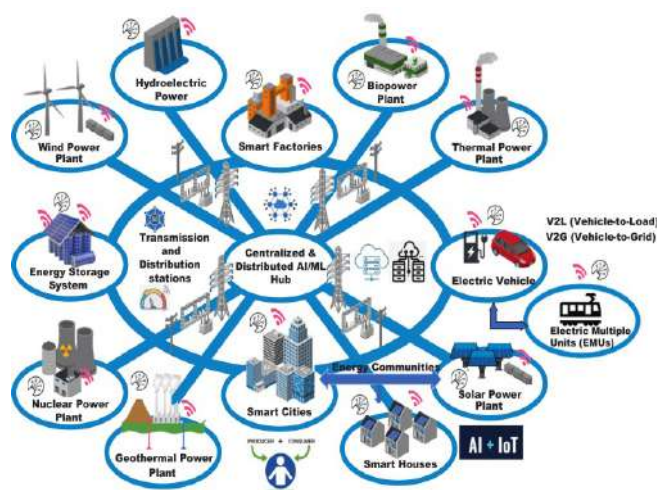 Hydroelectric
Power
Biopower
Plant
Wind Power
Plant
Smart Factories
Thermal Power
Plant
V2L (Vehicle-to-Load)
V2G (Vehicle-to-Grid)
Transmission
and
Distribution
stations
Energy Storage
System
Centralized &
Distributed AI/ML
Hub
Electric Vehicle
Electric Multiple
Units (EMUs)
Energy Communities
Nuclear Power
Plant
Smart Cities
Solar Power
Plant
Geothermal Power
Plant
PRODUCER + CONSUMER
Smart Houses
AI + IoT